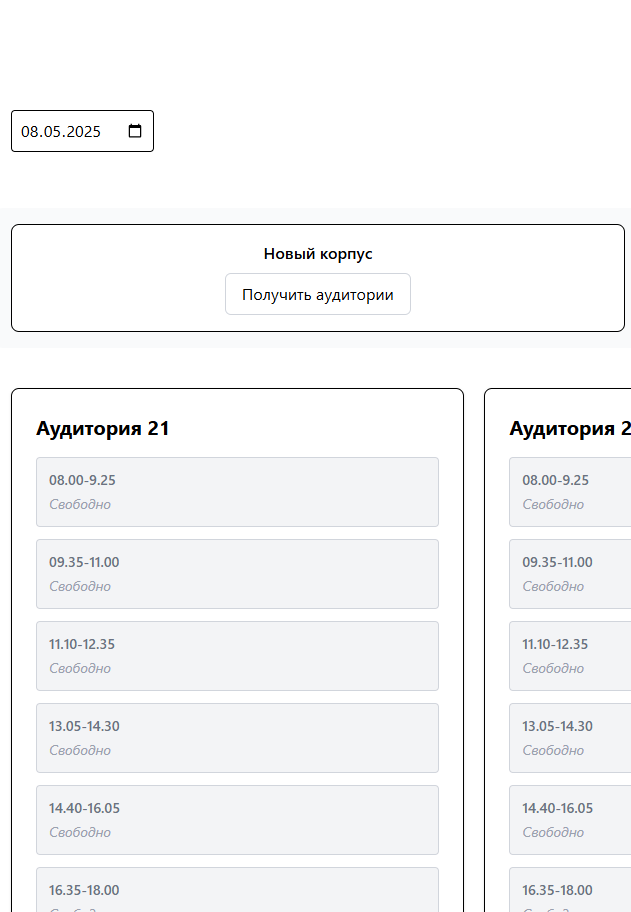 08.05.2025
Новый корпус
Получить аудитории
Аудитория 21
08.00-9.25
Свободно
09.35-11.00
Свободно
11.10-12.35
Свободно
13.05-14.30
Свободно
14.40-16.05
Свободно
16.35-18.00
Аудитория 2
08.00-9.25
Свободно
09.35-11.00
Свободно
11.10-12.35
Свободно
13.05-14.30
Свободно
14.40-16.05
Свободно
16.35-18.00